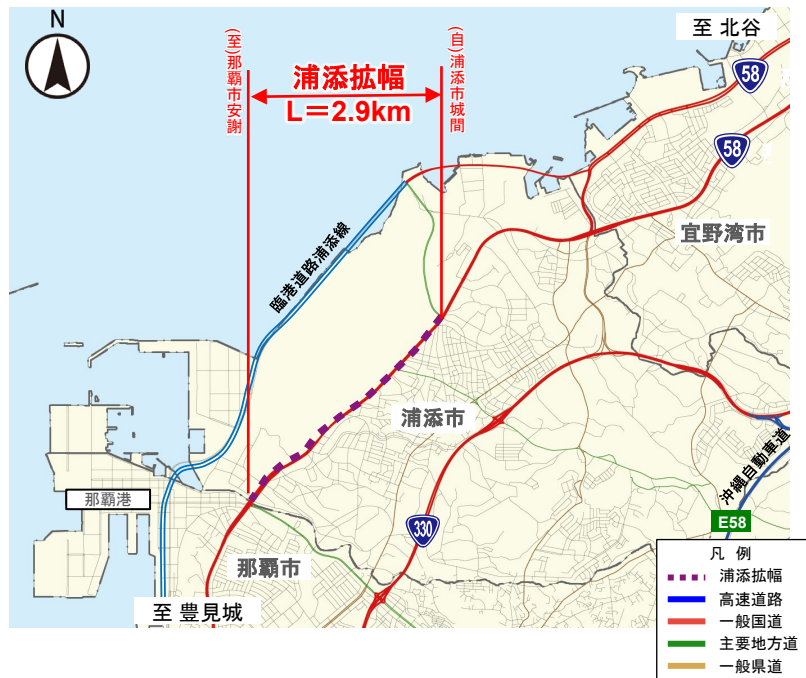 N
至 北谷
(至)那覇市安謝
浦添拡幅
L＝2.9km
(自)浦添市城間
58
58
宜野湾市
臨港道路浦添線
浦添市
沖縄自動車道
那覇港
E58
330
那覇市
至 豊見城
凡 例
浦添拡幅
高速道路
一般国道
主要地方道
一般県道